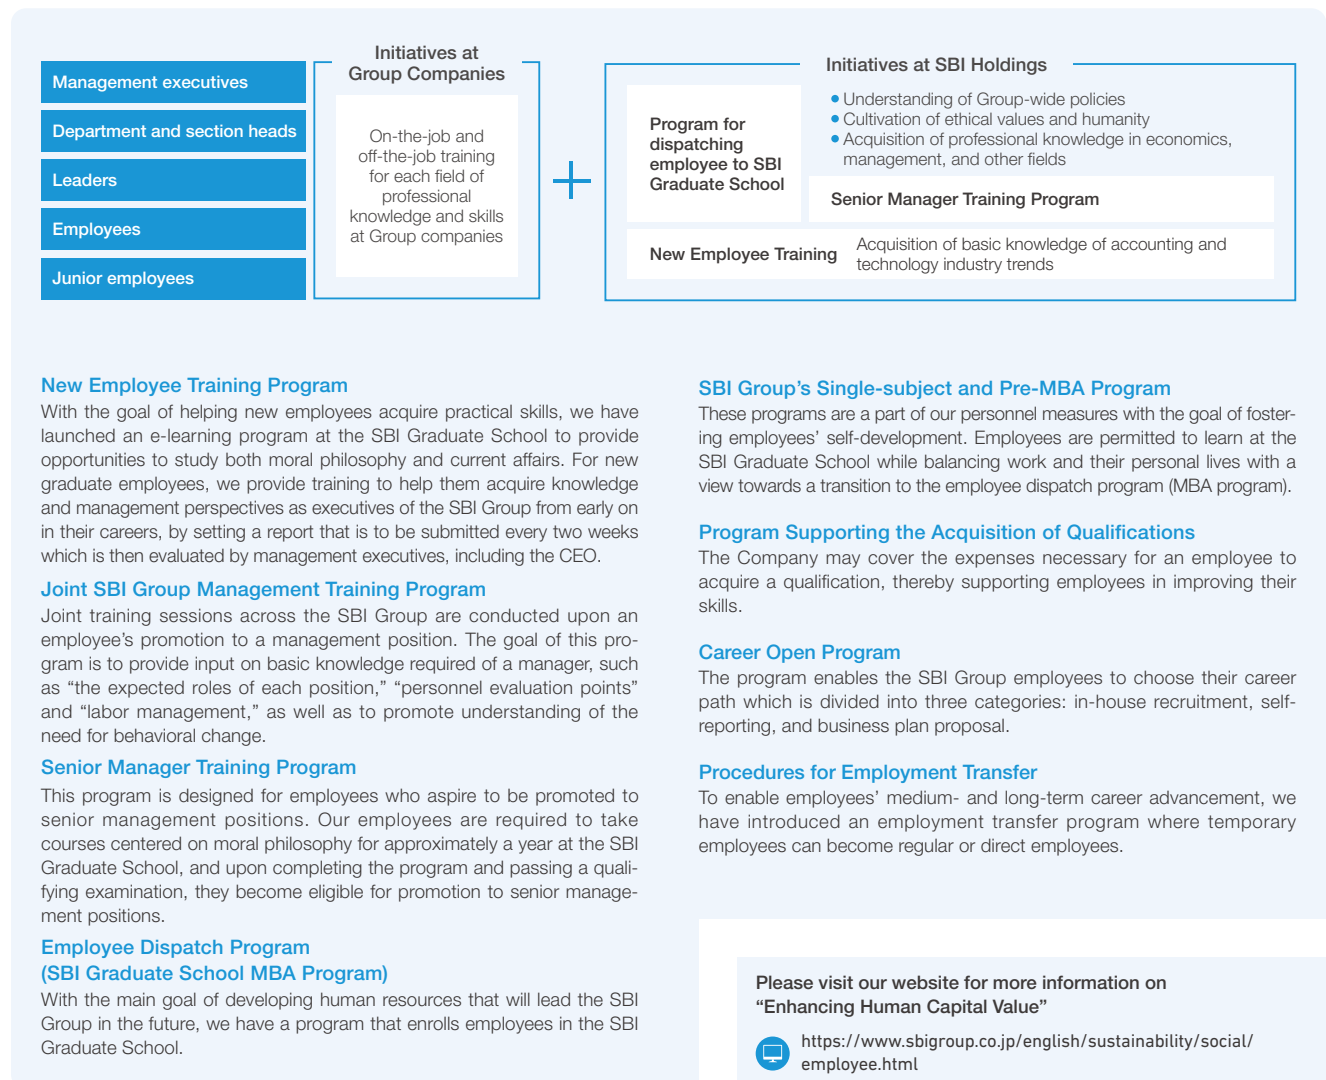 Management executives
Department and section heads
Leaders
Employees
Junior employees
Initiatives at
Group Companies
On-the-job and
off-the-job training
for each field of
professional
knowledge and skills
at Group companies
Initiatives at SBI Holdings
Program for
dispatching
employee to SBI
Graduate School
● Understanding of Group-wide policies
● Cultivation of ethical values and humanity
● Acquisition of professional knowledge in economics,
management, and other fields
Senior Manager Training Program
New Employee Training
Acquisition of basic knowledge of accounting and
technology industry trends
New Employee Training Program
With the goal of helping new employees acquire practical skills, we have
launched an e-learning program at the SBI Graduate School to provide
opportunities to study both moral philosophy and current affairs. For new
graduate employees, we provide training to help them acquire knowledge
and management perspectives as executives of the SBI Group from early on
in their careers, by setting a report that is to be submitted every two weeks
which is then evaluated by management executives, including the CEO.
Joint SBI Group Management Training Program
Joint training sessions across the SBI Group are conducted upon an
employee's promotion to a management position. The goal of this pro-
gram is to provide input on basic knowledge required of a manager, such
as “the expected roles of each position,” “personnel evaluation points”
and “labor management,” as well as to promote understanding of the
need for behavioral change.
Senior Manager Training Program
This program is designed for employees who aspire to be promoted to
senior management positions. Our employees are required to take
courses centered on moral philosophy for approximately a year at the SBI
Graduate School, and upon completing the program and passing a quali-
fying examination, they become eligible for promotion to senior manage-
ment positions.
Employee Dispatch Program
(SBI Graduate School MBA Program)
With the main goal of developing human resources that will lead the SBI
Group in the future, we have a program that enrolls employees in the SBI
Graduate School.
SBI Group’s Single-subject and Pre-MBA Program
These programs are a part of our personnel measures with the goal of foster-
ing employees’ self-development. Employees are permitted to learn at the
SBI Graduate School while balancing work and their personal lives with a
view towards a transition to the employee dispatch program (MBA program).
Program Supporting the Acquisition of Qualifications
The Company may cover the expenses necessary for an employee to
acquire a qualification, thereby supporting employees in improving their
skills.
Career Open Program
The program enables the SBI Group employees to choose their career
path which is divided into three categories: in-house recruitment, self-
reporting, and business plan proposal.
Procedures for Employment Transfer
To enable employees’ medium- and long-term career advancement, we
have introduced an employment transfer program where temporary
employees can become regular or direct employees.
Please visit our website for more information on
“Enhancing Human Capital Value”
https://www.sbigroup.co.jp/english/sustainability/social/
employee.html